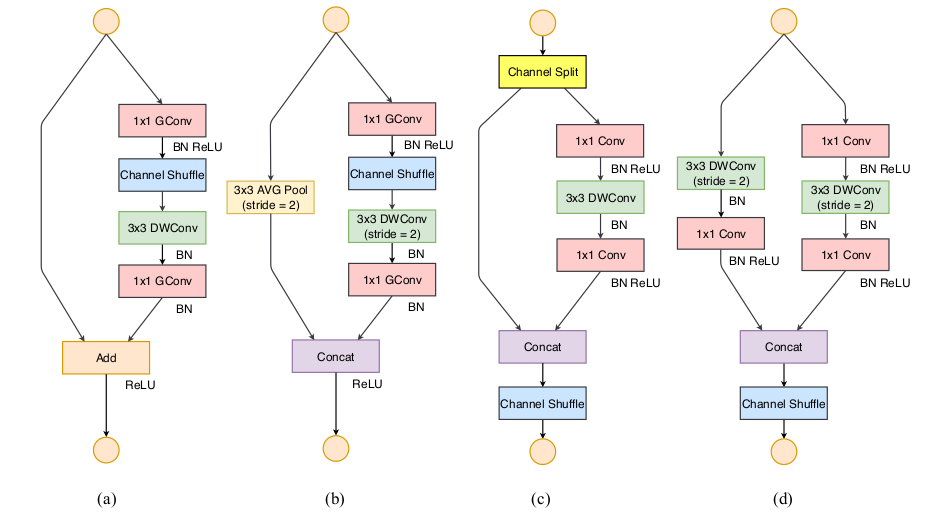 1x1 GConv
BN ReLU
Channel Shuffle
3x3 DWConv
BN
1x1 GConv
BN
Add
ReLU
(a)
1x1 GConv
BN ReLU
Channel Shuffle
3x3 AVG Pool
(stride = 2)
3x3 DWConv
(stride = 2)
BN
1x1 GConv
BN
Concat
ReLU
(b)
Channel Split
1x1 Conv
BN ReLU
3x3 DWConv
BN
1x1 Conv
BN ReLU
Concat
Channel Shuffle
(c)
3x3 DWConv
(stride = 2)
BN
1x1 Conv
BN ReLU
1x1 Conv
BN ReLU
3x3 DWConv
(stride = 2)
BN
1x1 Conv
BN ReLU
Concat
Channel Shuffle
(d)